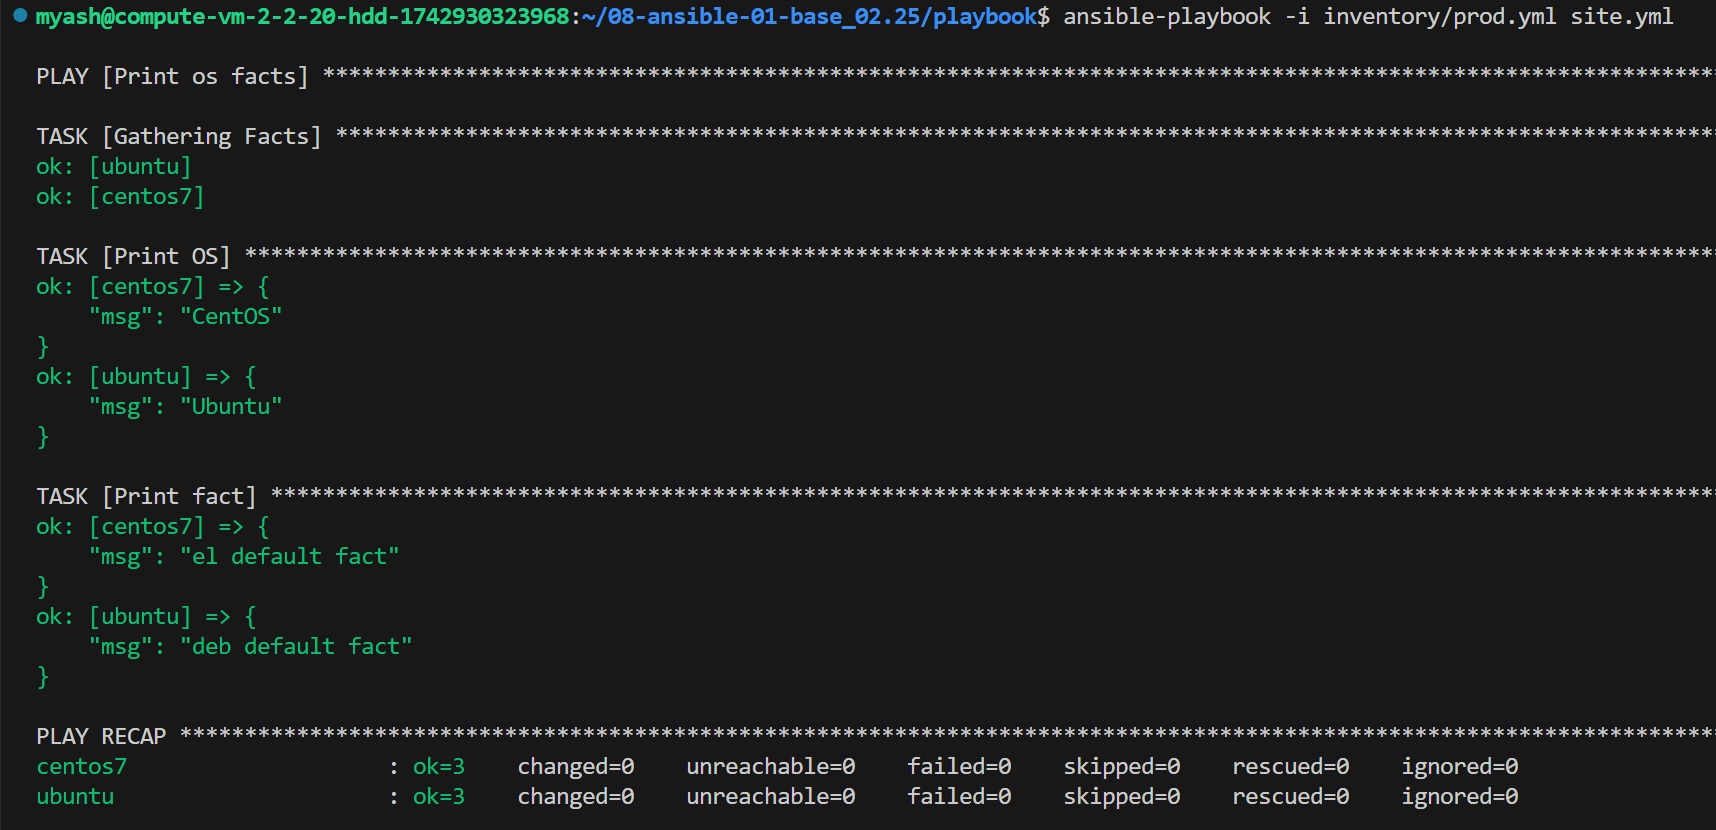 myash@compute-vm-2-2-20-hdd-1742930323968:~/08-ansible-01-base_02.25/playbook$ ansible-playbook -i inventory/prod.yml site.yml
PLAY [Print os facts] ***********************************************************************************************************
TASK [Gathering Facts] **********************************************************************************************************
ok: [ubuntu]
ok: [centos7]
TASK [Print OS] *****************************************************************************************************************
ok: [centos7] => {
    "msg": "CentOS"
}
ok: [ubuntu] => {
    "msg": "Ubuntu"
}
TASK [Print fact] ***************************************************************************************************************
ok: [centos7] => {
    "msg": "el default fact"
}
ok: [ubuntu] => {
    "msg": "deb default fact"
}
PLAY RECAP **********************************************************************************************************************
centos7                    : ok=3    changed=0    unreachable=0    failed=0    skipped=0    rescued=0    ignored=0
ubuntu                     : ok=3    changed=0    unreachable=0    failed=0    skipped=0    rescued=0    ignored=0